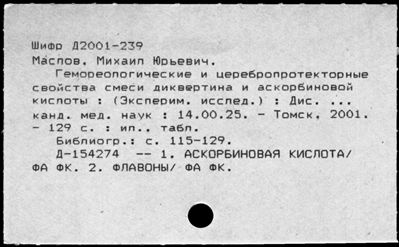 Шифр Д2001-239
Маслов, Михаил Юрьевич.
Гемореологические и церебропротекторные
свойства смеси диквертина и аскорбиновой
кислоты : (Эксперим. исслед.) : Дис. ...
канд. мед. наук : 14.00.25. - Томск, 2001.
- 129 с. : ил., табл.
Библиогр.: с. 115-129.
Д-154274 -- 1. АСКОРБИНОВАЯ КИСЛОТА/
ФА ФК. 2. ФЛАВОНЫ/ ФА ФК.